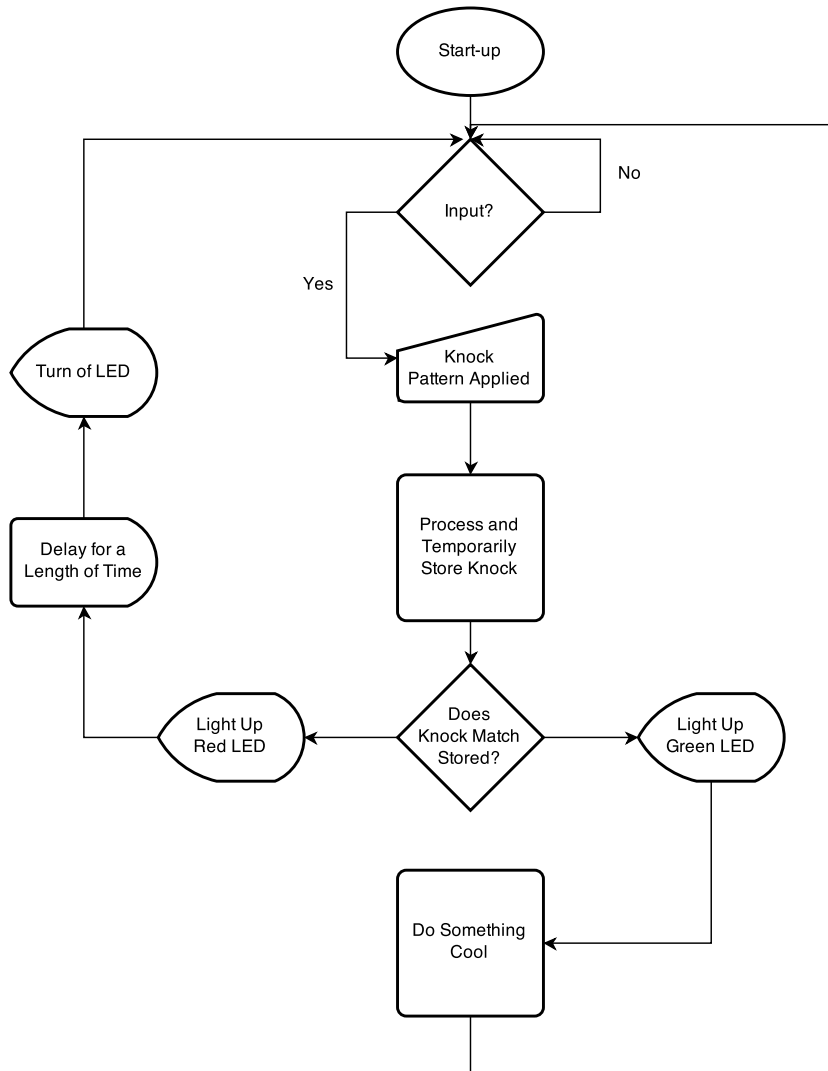 Start-up
Input?
No
Yes
Knock
Pattern Applied
Turn of LED
Process and
Temporarily
Store Knock
Delay for a
Length of Time
Does
Knock Match
Stored?
Light Up
Red LED
Light Up
Green LED
Do Something
Cool